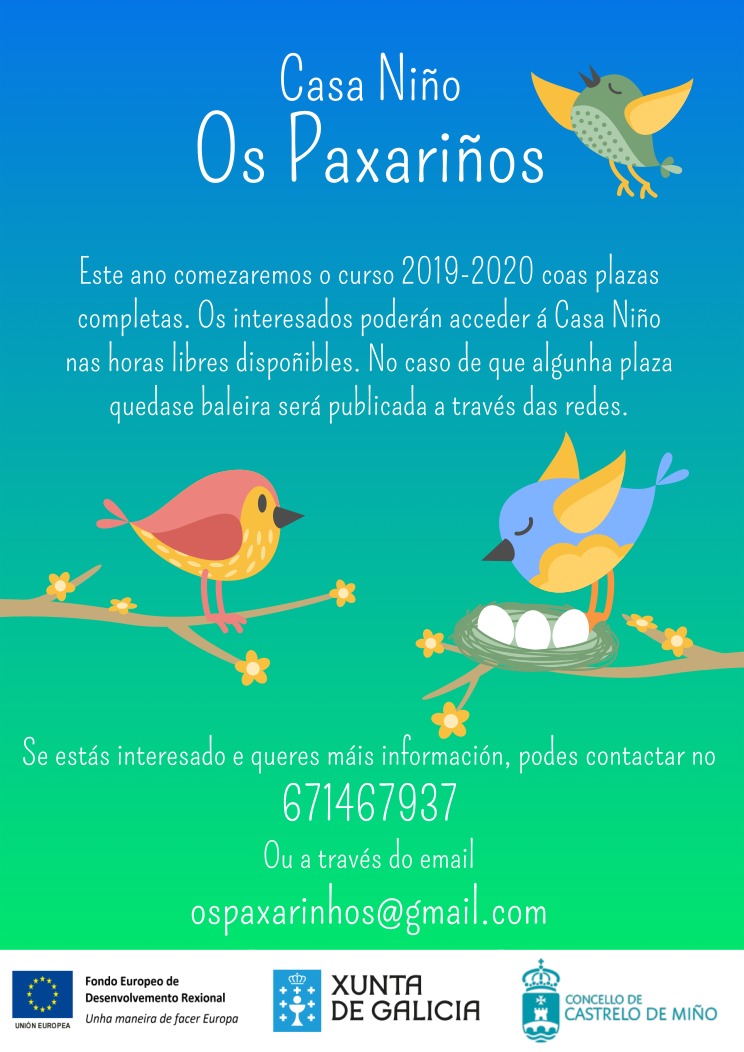 Casa Niño
Os Paxariños
Este ano comezaremos o curso 2019-2020 coas plazas
completas. Os interesados poderán acceder á Casa Niño
nas horas libres dispoñibles. No caso de que algunha plaza
quedase baleira será publicada a través das redes.
Se estás interesado e queres máis información, podes contactar no
671467937
Ou a través do email
ospaxarinhos@gmail.com
UNIÓN EUROPEA
Fondo Europeo de
Desenvolvemento Rexional
Unha maneira de facer Europa
XUNTA
DE GALICIA
CONCELLO DE
CASTRELO DE MIÑO